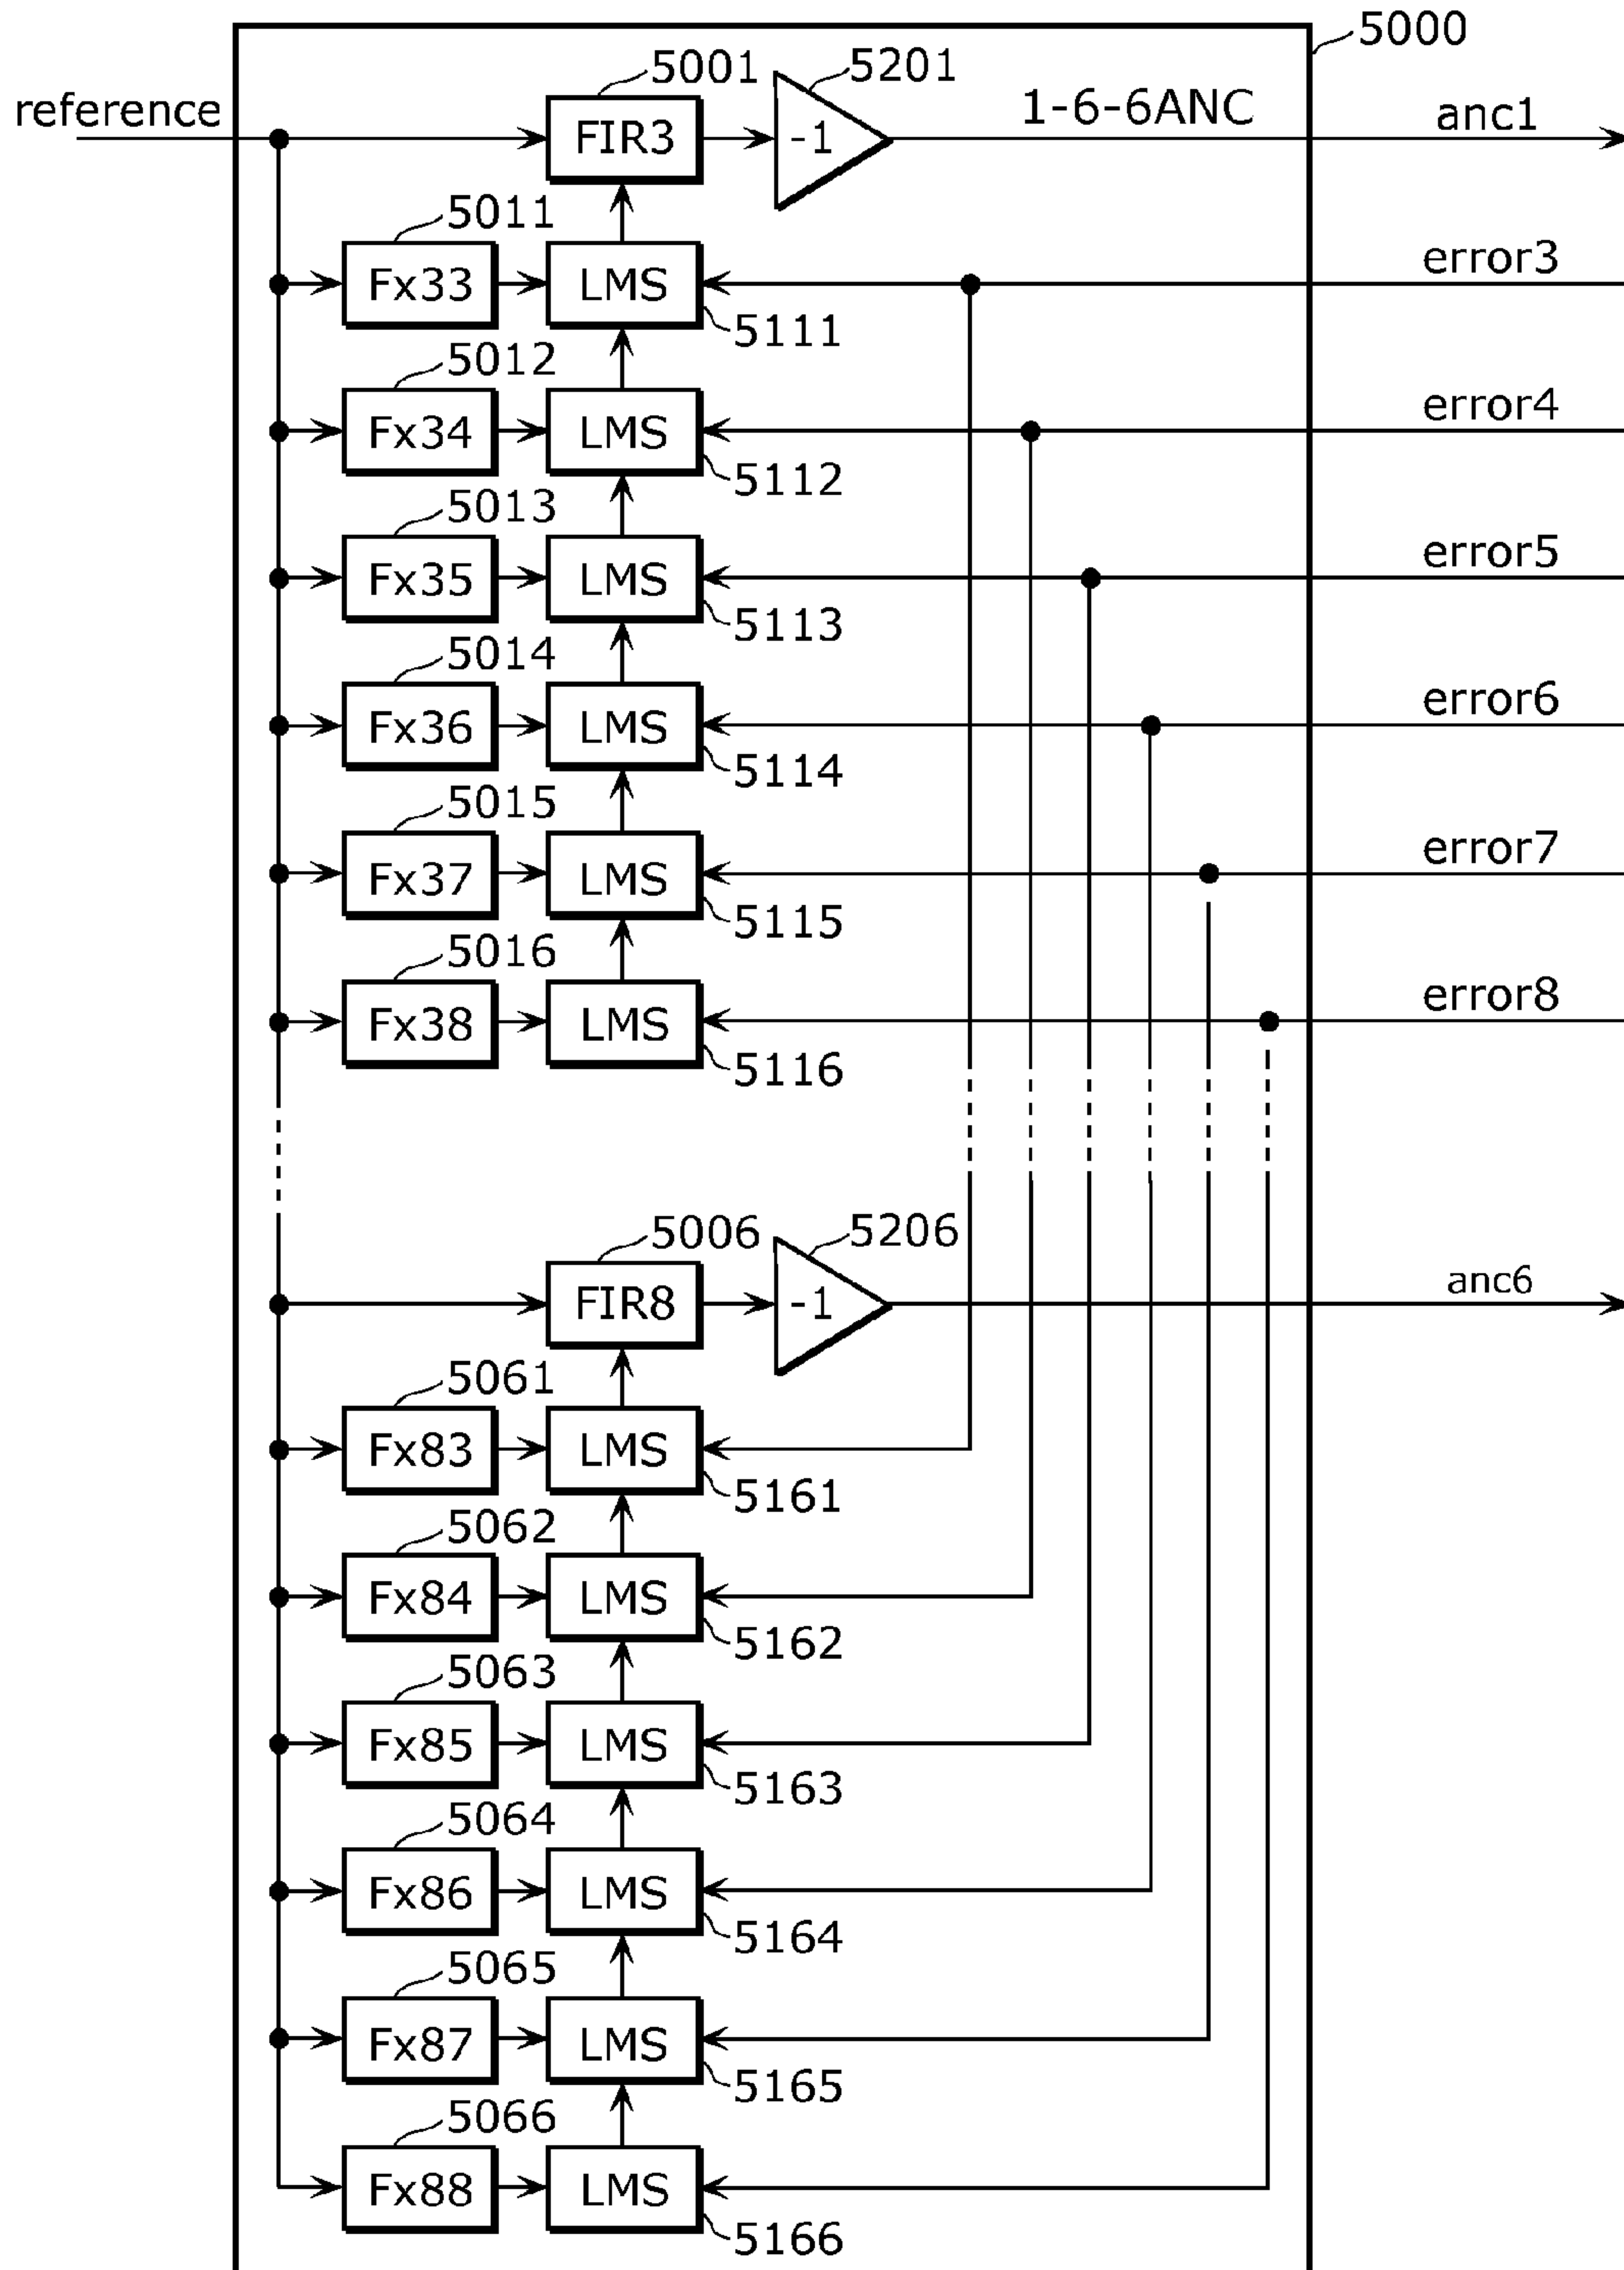 5000
5001
5201
reference
FIR3
-1
1-6-6ANC
anc1
5011
Fx33
LMS
error3
5111
5012
Fx34
LMS
error4
5112
5013
Fx35
LMS
error5
5113
5014
Fx36
LMS
error6
5114
5015
Fx37
LMS
error7
5115
5016
Fx38
LMS
error8
5116
5006
5206
FIR8
-1
anc6
5061
Fx83
LMS
5161
5062
Fx84
LMS
5162
5063
Fx85
LMS
5163
5064
Fx86
LMS
5164
5065
Fx87
LMS
5165
5066
Fx88
LMS
5166